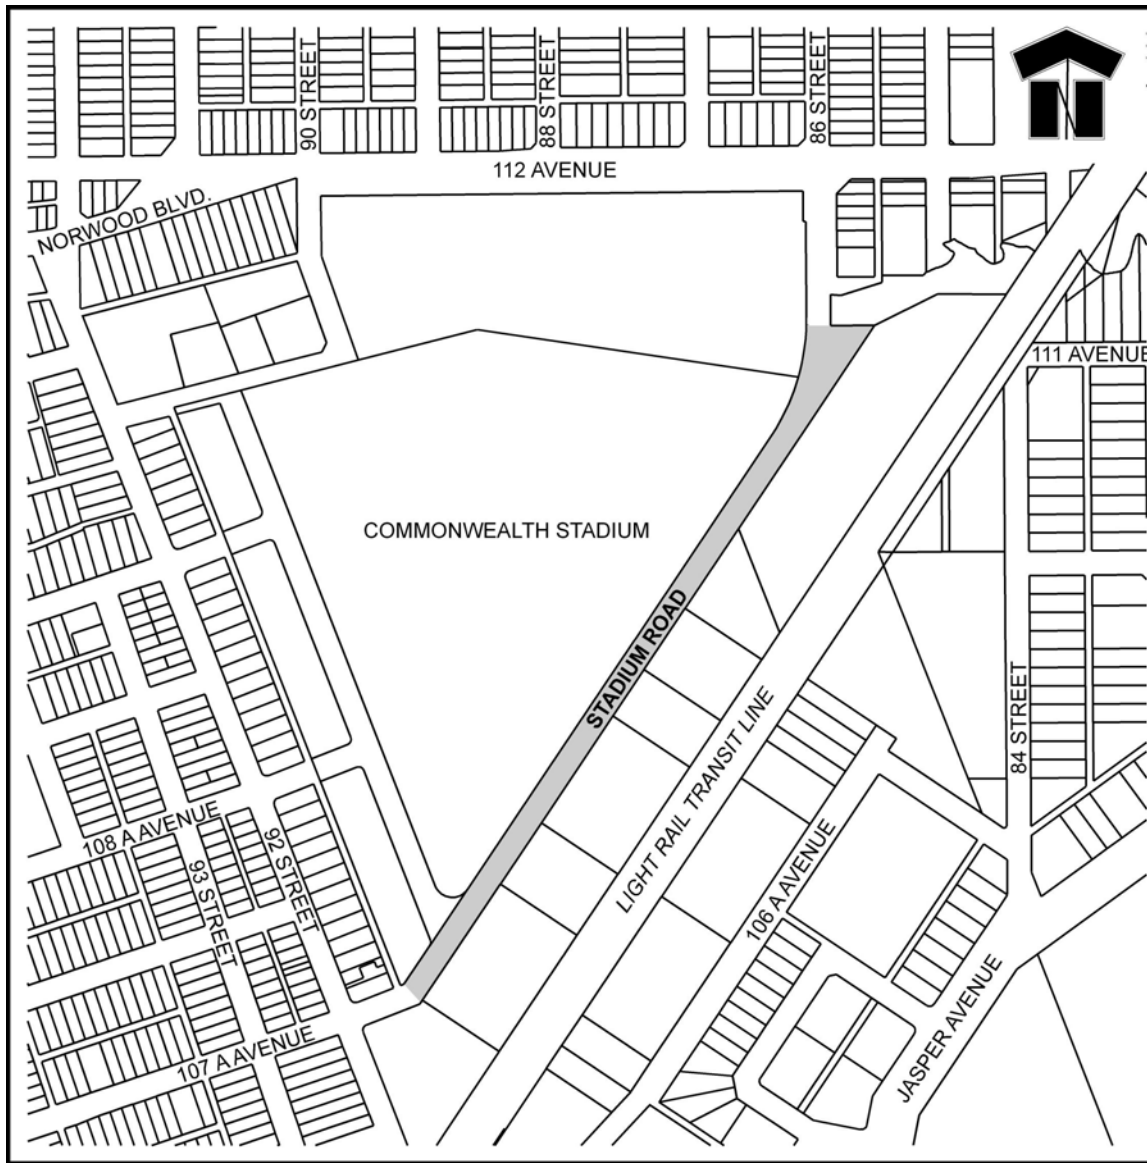 90 STREET
88 STREET
86 STREET
112 AVENUE
NORWOOD BLVD.
111 AVENUE
COMMONWEALTH STADIUM
STADIUM ROAD
84 STREET
LIGHT RAIL TRANSIT LINE
108 A AVENUE
92 STREET
93 STREET
106 A AVENUE
107 A AVENUE
JASPER AVENUE